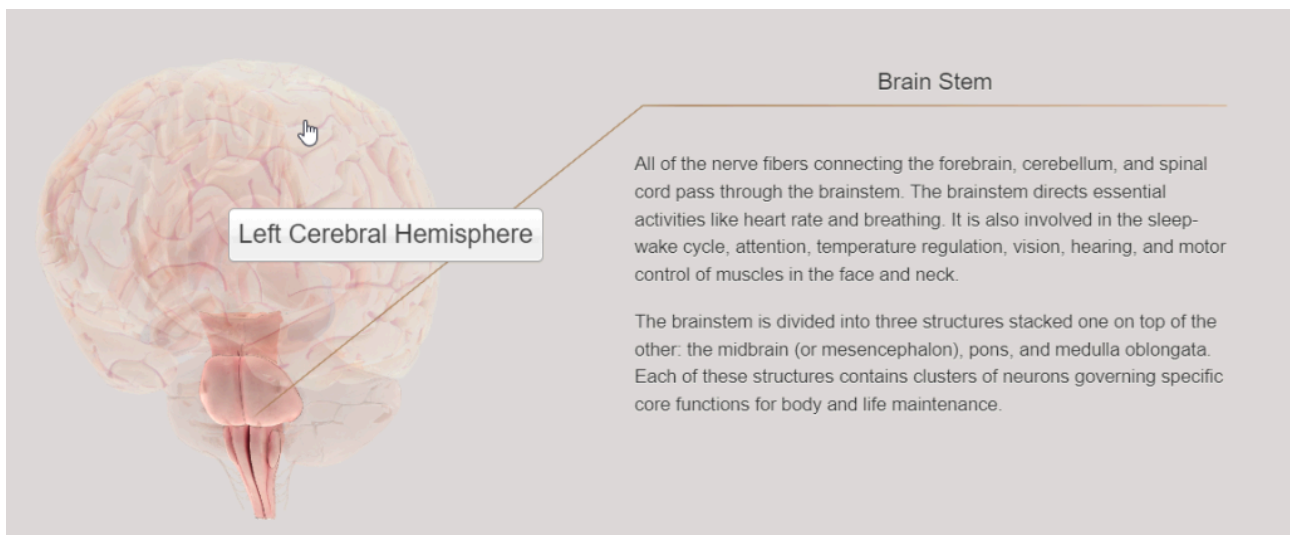 Brain Stem
Left Cerebral Hemisphere
All of the nerve fibers connecting the forebrain, cerebellum, and spinal
cord pass through the brainstem. The brainstem directs essential
activities like heart rate and breathing. It is also involved in the sleep-
wake cycle, attention, temperature regulation, vision, hearing, and motor
control of muscles in the face and neck.
The brainstem is divided into three structures stacked one on top of the
other: the midbrain (or mesencephalon), pons, and medulla oblongata.
Each of these structures contains clusters of neurons governing specific
core functions for body and life maintenance.